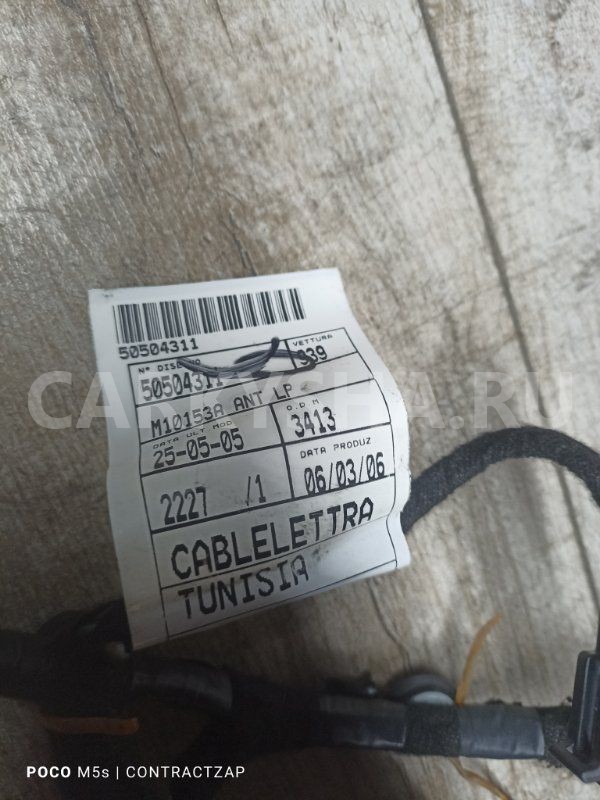 50504311
N° DISEGNO
VETTURA
50504311
939
M10153A ANT LP
DATA ULT MOD
O.D.M
25-05-05
3413
DATA PRODUZ
2227 /1
06/03/06
CABLELETTRA
TUNISIA
POCO M5s | CONTRACTZAP